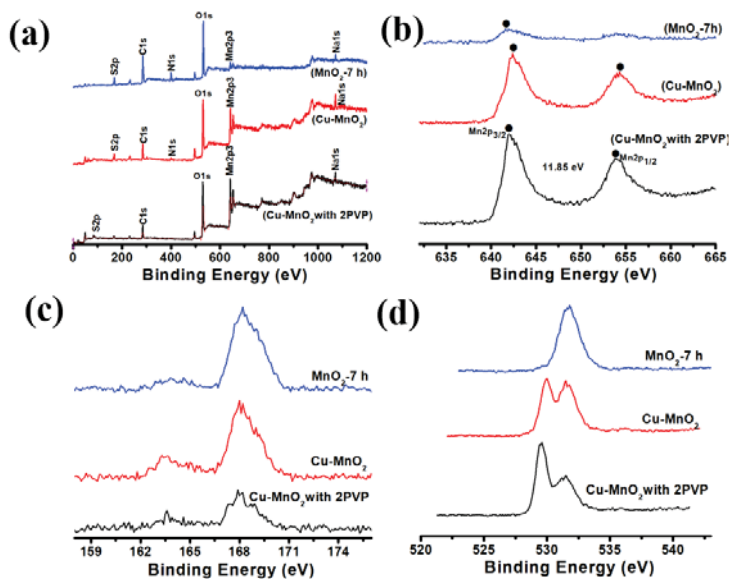 (a)
O1s
C1s
S2p
N1s
Mn2p3
Na1s
(MnO₂-7 h)
O1s
Mn2p3
C1s
S2p
N1s
Na1s
(Cu-MnO₂)
O1s
Mn2p3
C1s
S2p
Na1s
(Cu-MnO₂with 2PVP)
0 200 400 600 800 1000 1200
Binding Energy (eV)
(b)
(MnO₂-7h)
(Cu-MnO₂)
(Cu-MnO₂ with 2PVP)
Mn2p₃/₂
11.85 eV
Mn2p₁/₂
635 640 645 650 655 660 665
Binding Energy (eV)
(c)
MnO₂-7 h
Cu-MnO₂
Cu-MnO₂with 2PVP
159 162 165 168 171 174
Binding Energy (eV)
(d)
MnO₂-7 h
Cu-MnO₂
Cu-MnO₂with 2PVP
520 530 540
Binding Energy (eV)